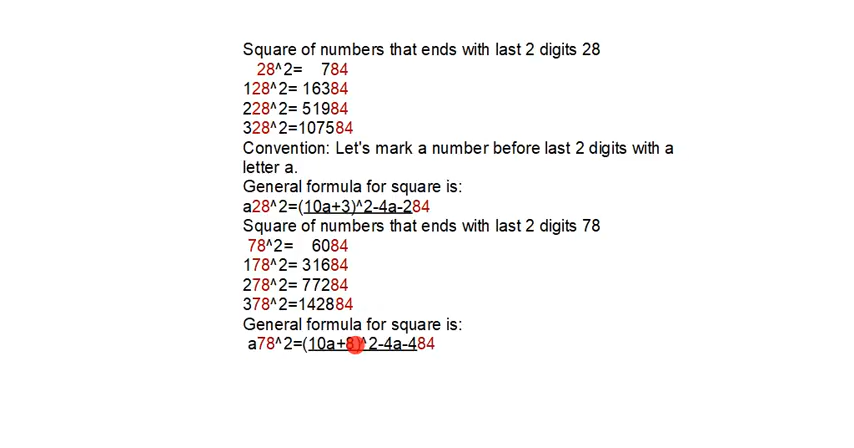 Square of numbers that ends with last 2 digits 28
28^2= 784
128^2= 16384
228^2= 51984
328^2=107584
Convention: Let's mark a number before last 2 digits with a
letter a.
General formula for square is:
a28^2=(10a+3)^2-4a-284
Square of numbers that ends with last 2 digits 78
78^2= 6084
178^2= 31684
278^2= 77284
378^2=142884
General formula for square is:
a78^2=(10a+8)^2-4a-484